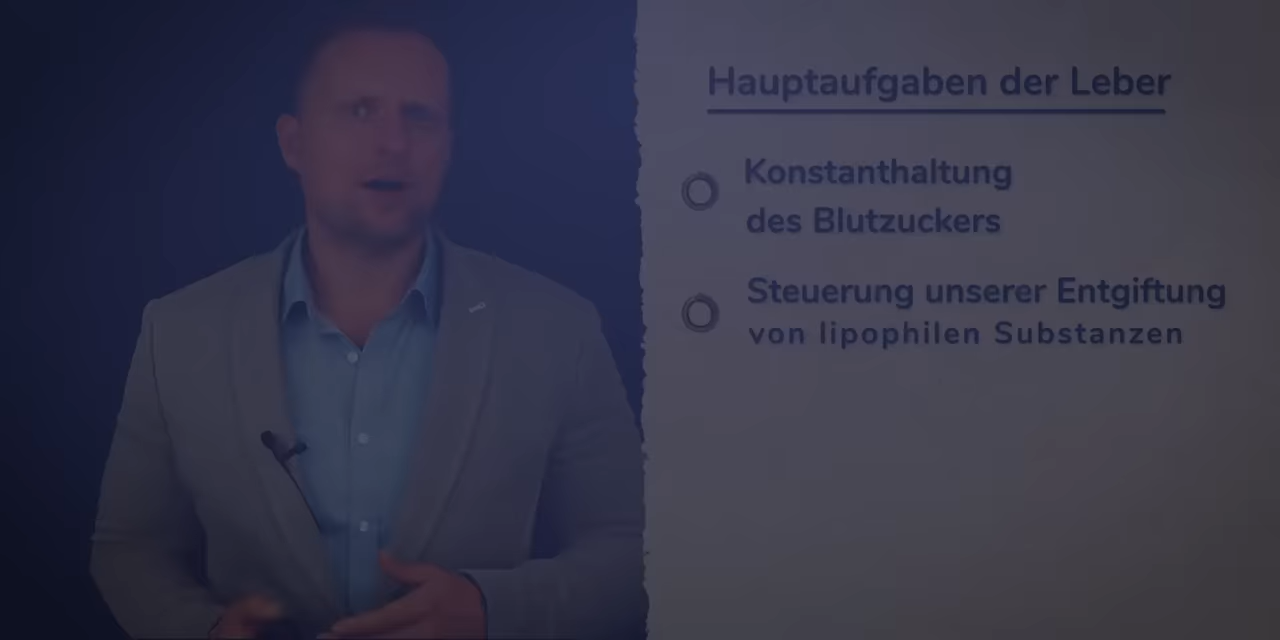 Hauptaufgaben der Leber
Konstanthaltung
des Blutzuckers
Steuerung unserer Entgiftung
von lipophilen Substanzen